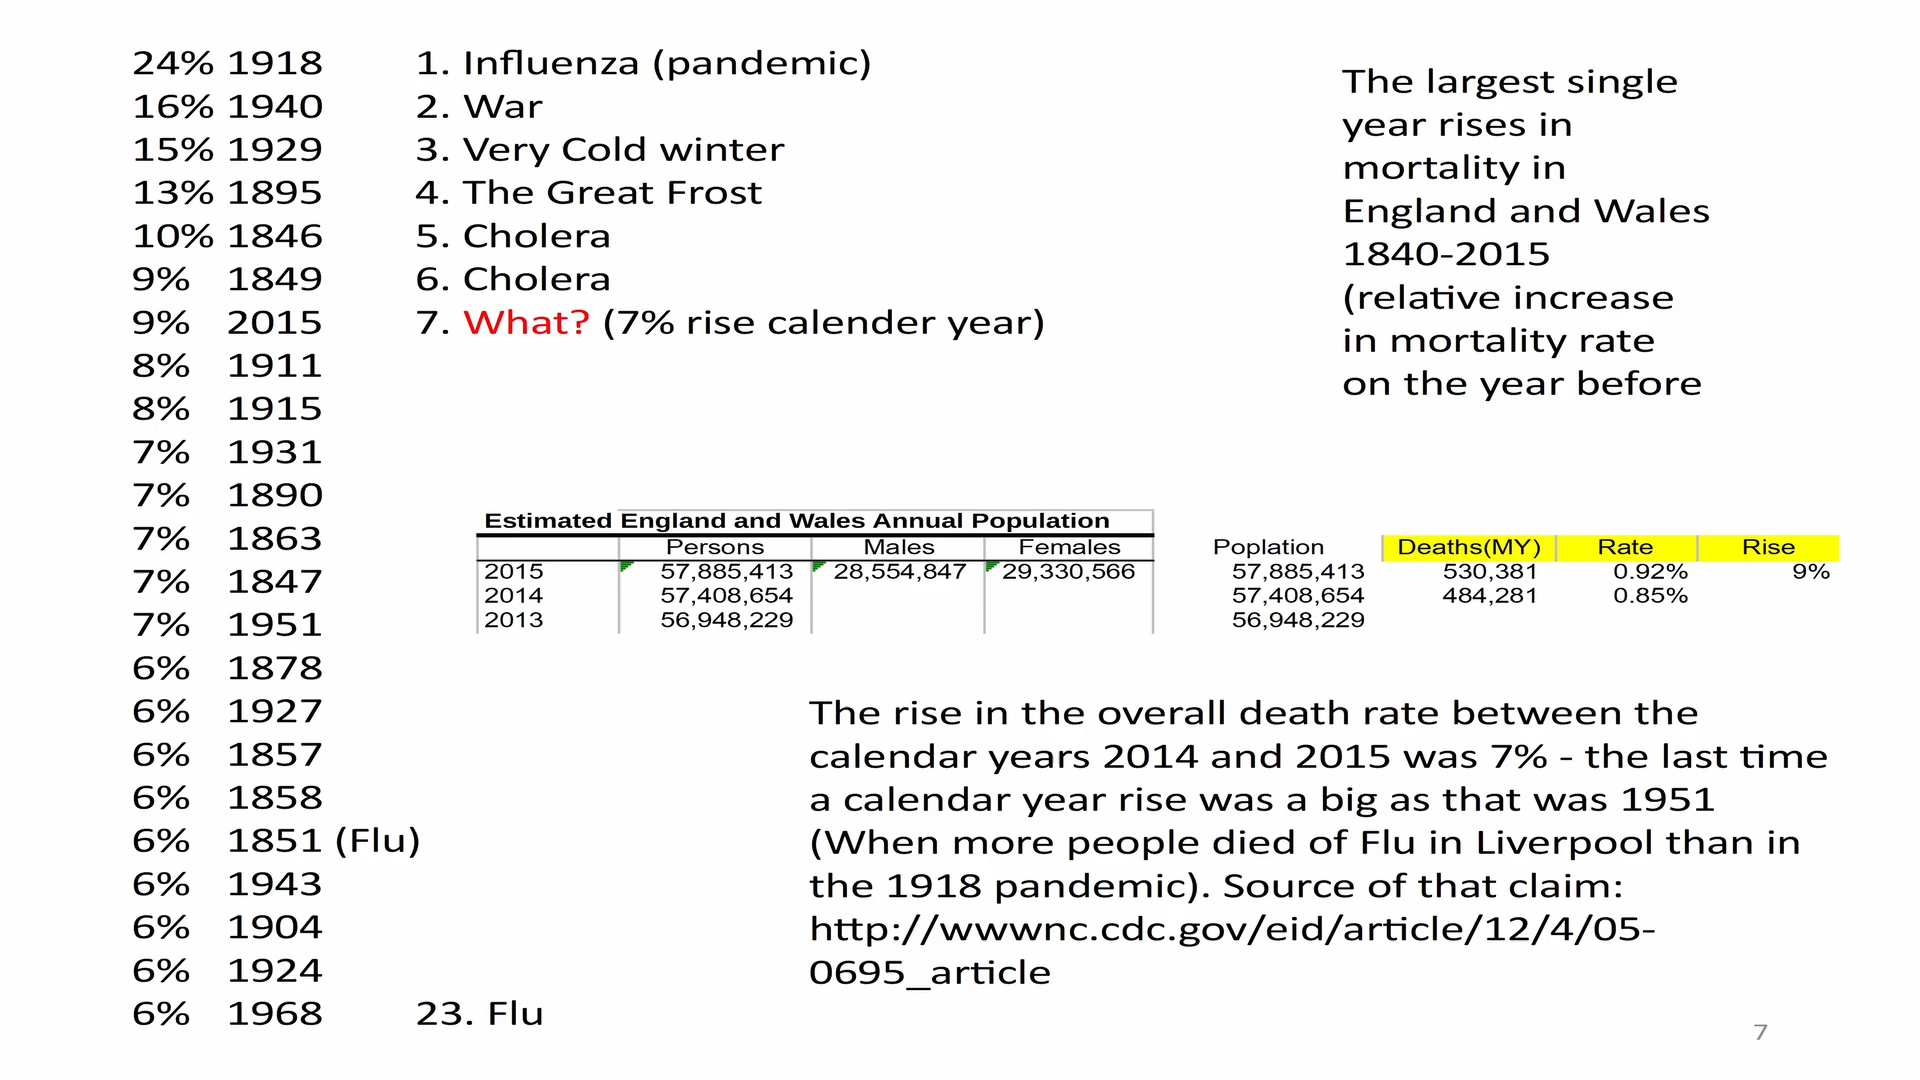 24% 1918 1. Influenza (pandemic)
16% 1940 2. War
15% 1929 3. Very Cold winter
13% 1895 4. The Great Frost
10% 1846 5. Cholera
9% 1849 6. Cholera
9% 2015 7. What? (7% rise calender year)
8% 1911
8% 1915
7% 1931
7% 1890
7% 1863
7% 1847
7% 1951
6% 1878
6% 1927
6% 1857
6% 1858
6% 1851 (Flu)
6% 1943
6% 1904
6% 1924
6% 1968 23. Flu
The largest single
year rises in
mortality in
England and Wales
1840-2015
(relative increase
in mortality rate
on the year before
Estimated England and Wales Annual Population
Persons Males Females Poplation Deaths(MY) Rate Rise
2015 57,885,413 28,554,847 29,330,566 57,885,413 530,381 0.92% 9%
2014 57,408,654 57,408,654 484,281 0.85%
2013 56,948,229 56,948,229
The rise in the overall death rate between the
calendar years 2014 and 2015 was 7% - the last time
a calendar year rise was a big as that was 1951
(When more people died of Flu in Liverpool than in
the 1918 pandemic). Source of that claim:
http://wwwnc.cdc.gov/eid/article/12/4/05-
0695_article
7